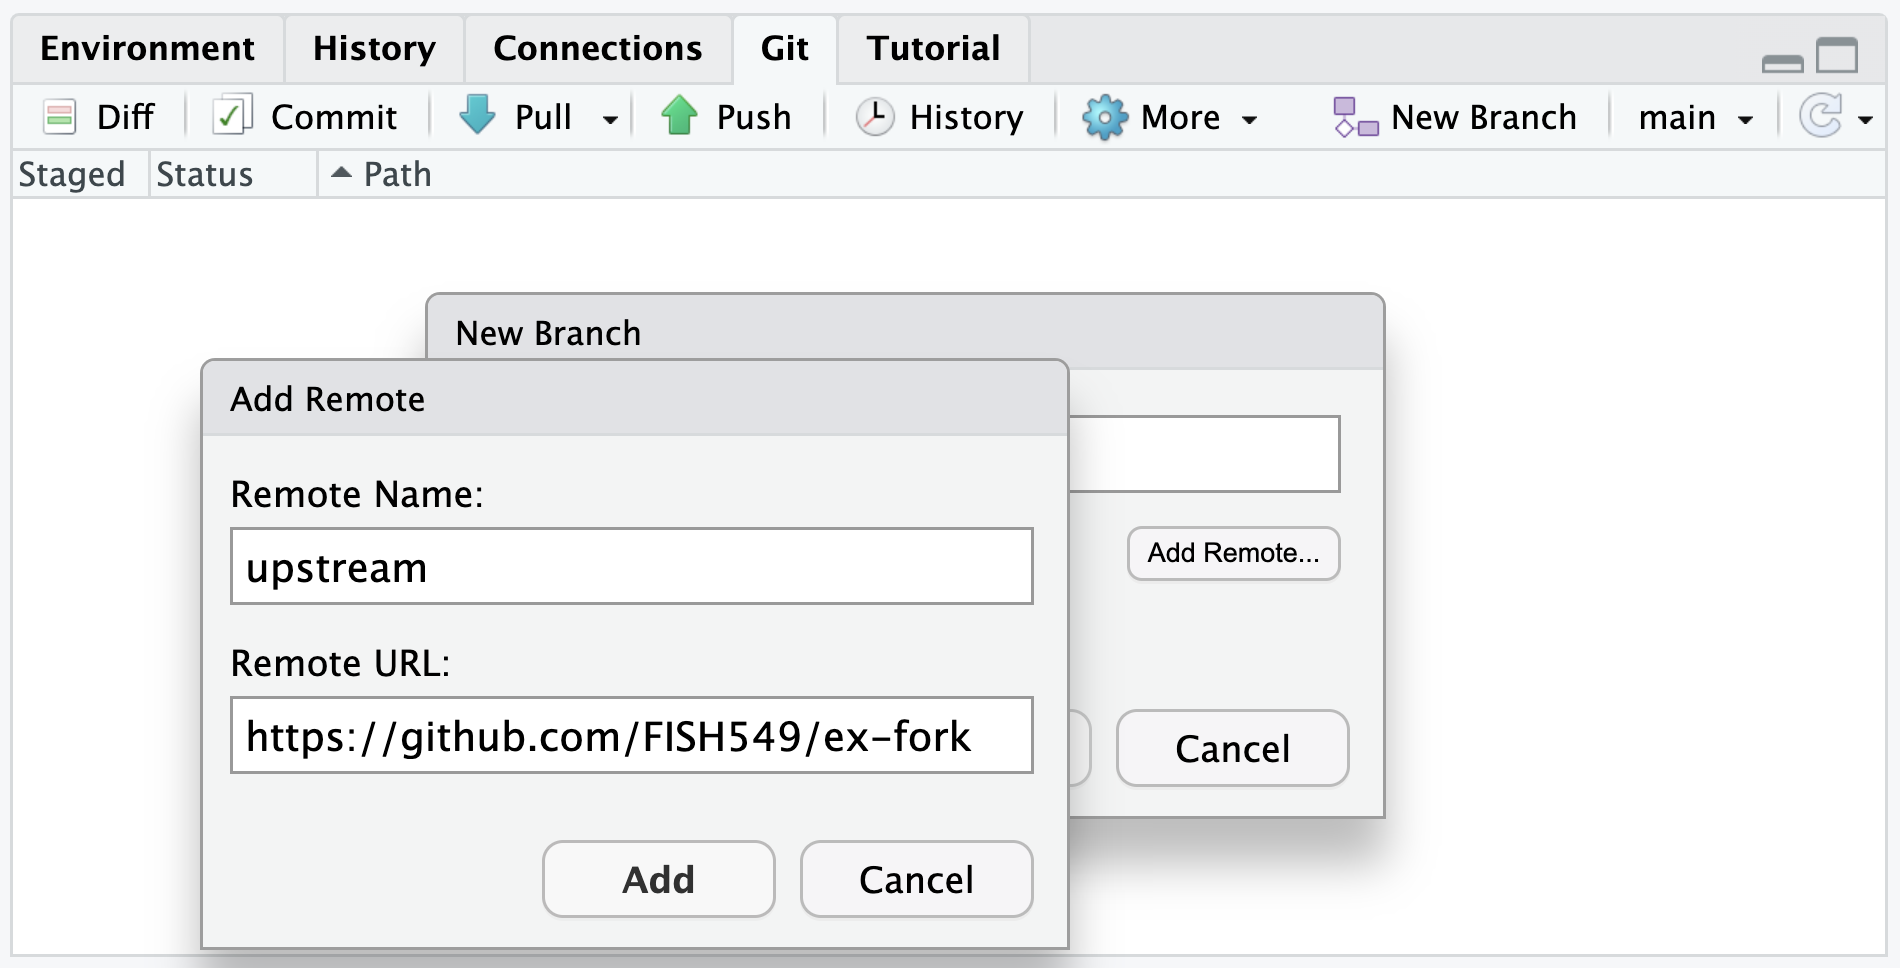 Environment History Connections Git Tutorial
Diff Commit Pull Push History More New Branch main
Staged Status Path
New Branch
Add Remote
Remote Name:
upstream
Add Remote...
Remote URL:
https://github.com/FISH549/ex-fork
Cancel
Add Cancel